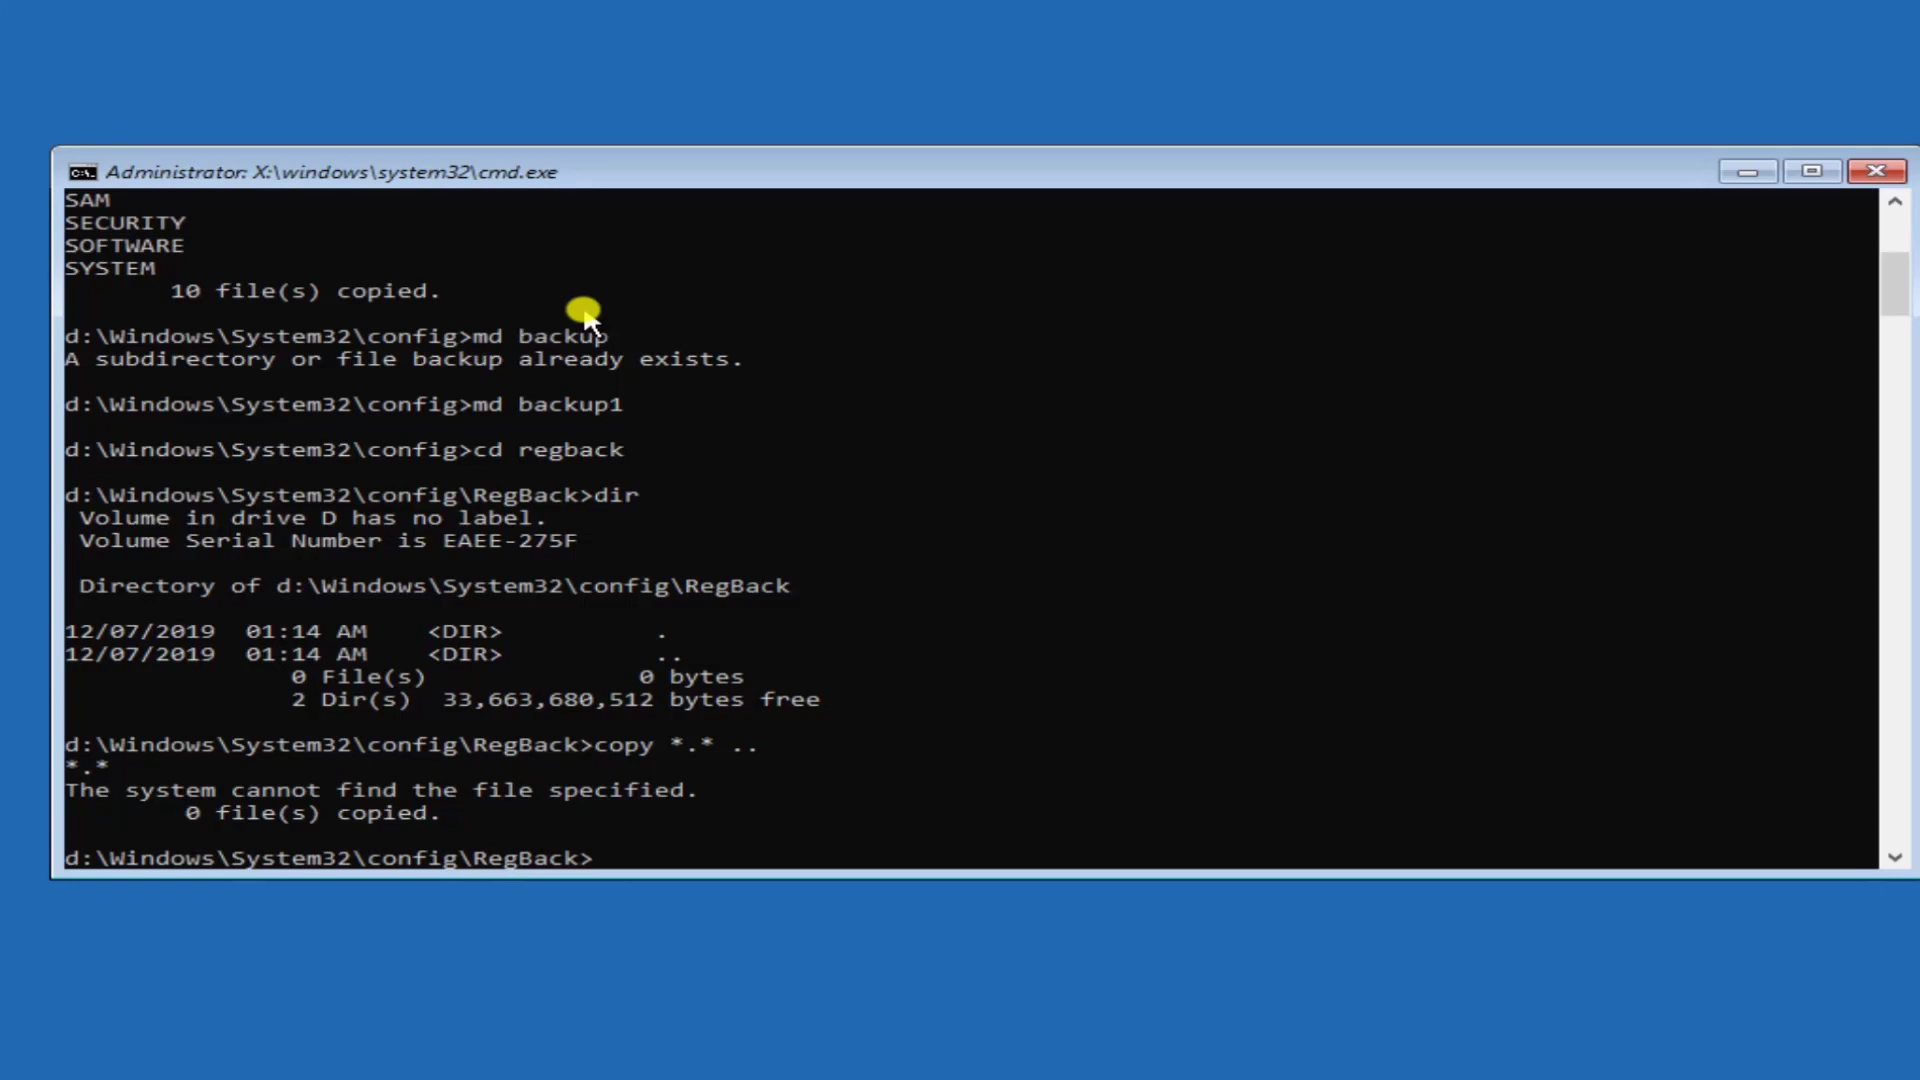 Administrator: X:\windows\system32\cmd.exe
SAM
SECURITY
SOFTWARE
SYSTEM
10 file(s) copied.
d:\Windows\System32\config>md backup
A subdirectory or file backup already exists.
d:\Windows\System32\config>md backup1
d:\Windows\System32\config>cd regback
d:\Windows\System32\config\RegBack>dir
Volume in drive D has no label.
Volume Serial Number is EAEE-275F
Directory of d:\Windows\System32\config\RegBack
12/07/2019 01:14 AM <DIR> .
12/07/2019 01:14 AM <DIR> ..
0 File(s) 0 bytes
2 Dir(s) 33,663,680,512 bytes free
d:\Windows\System32\config\RegBack>copy *.* ..
*.*
The system cannot find the file specified.
0 file(s) copied.
d:\Windows\System32\config\RegBack>